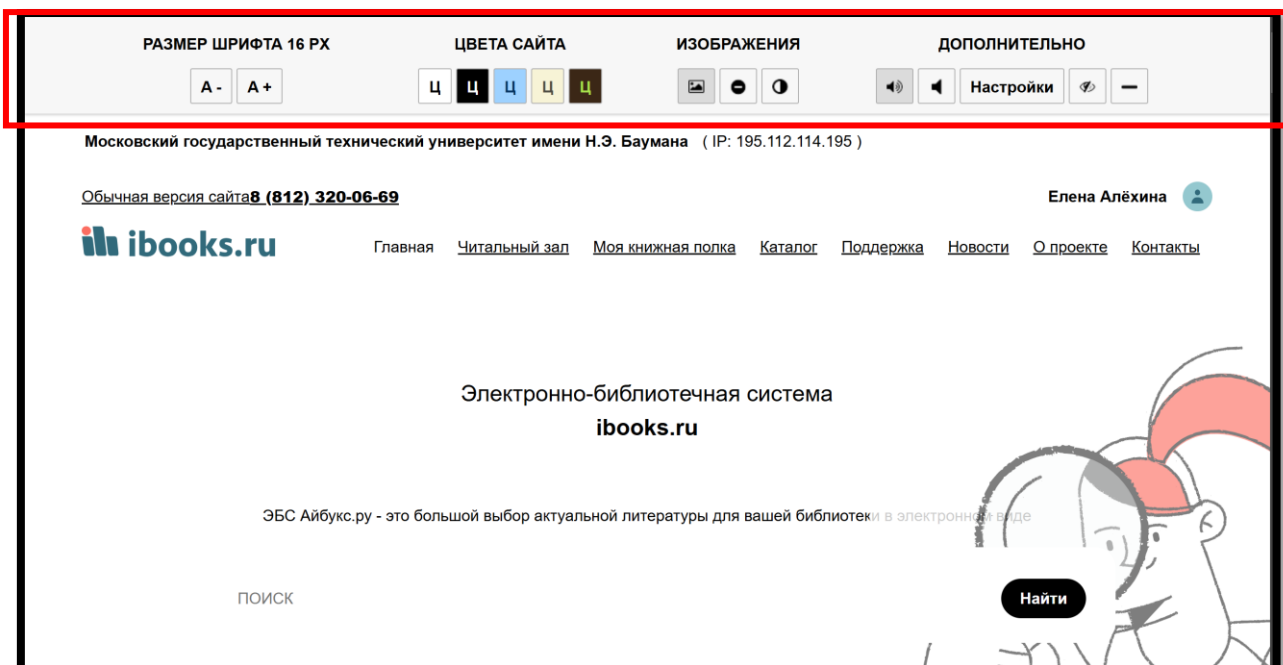 РАЗМЕР ШРИФТА 16 PX ЦВЕТА САЙТА ИЗОБРАЖЕНИЯ ДОПОЛНИТЕЛЬНО
A - A + Ц Ц Ц Ц Ц Настройки
Московский государственный технический университет имени Н.Э. Баумана ( IP: 195.112.114.195 )
Обычная версия сайта8 (812) 320-06-69 Елена Алёхина
ibooks.ru Главная Читальный зал Моя книжная полка Каталог Поддержка Новости О проекте Контакты
Электронно-библиотечная система
ibooks.ru
ЭБС Айбукс.ру - это большой выбор актуальной литературы для вашей библиотеки в электронном виде
ПОИСК Найти